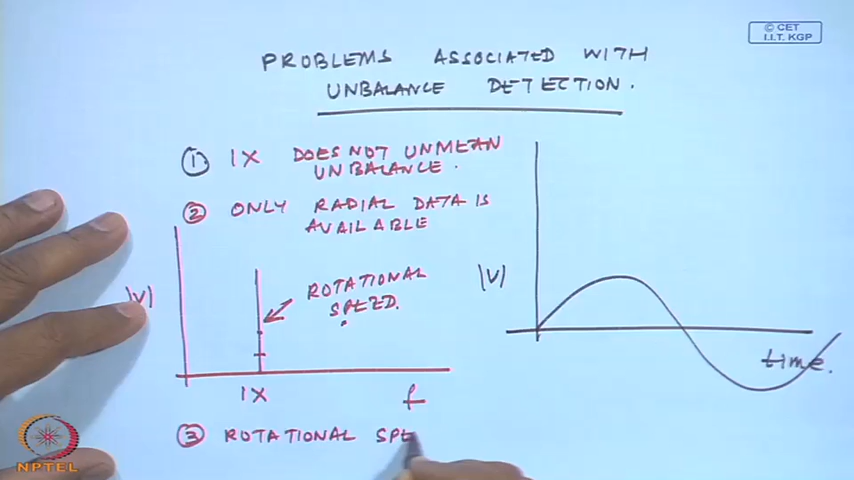 © CET
I.I.T. KGP
PROBLEMS ASSOCIATED WITH
UNBALANCE DETECTION.
① 1X DOES NOT UNMEAN
UNBALANCE.
② ONLY RADIAL DATA IS
AVAILABLE
|V|
ROTATIONAL
SPEED.
1X
f
|V|
time.
③ ROTATIONAL SPE
NPTEL